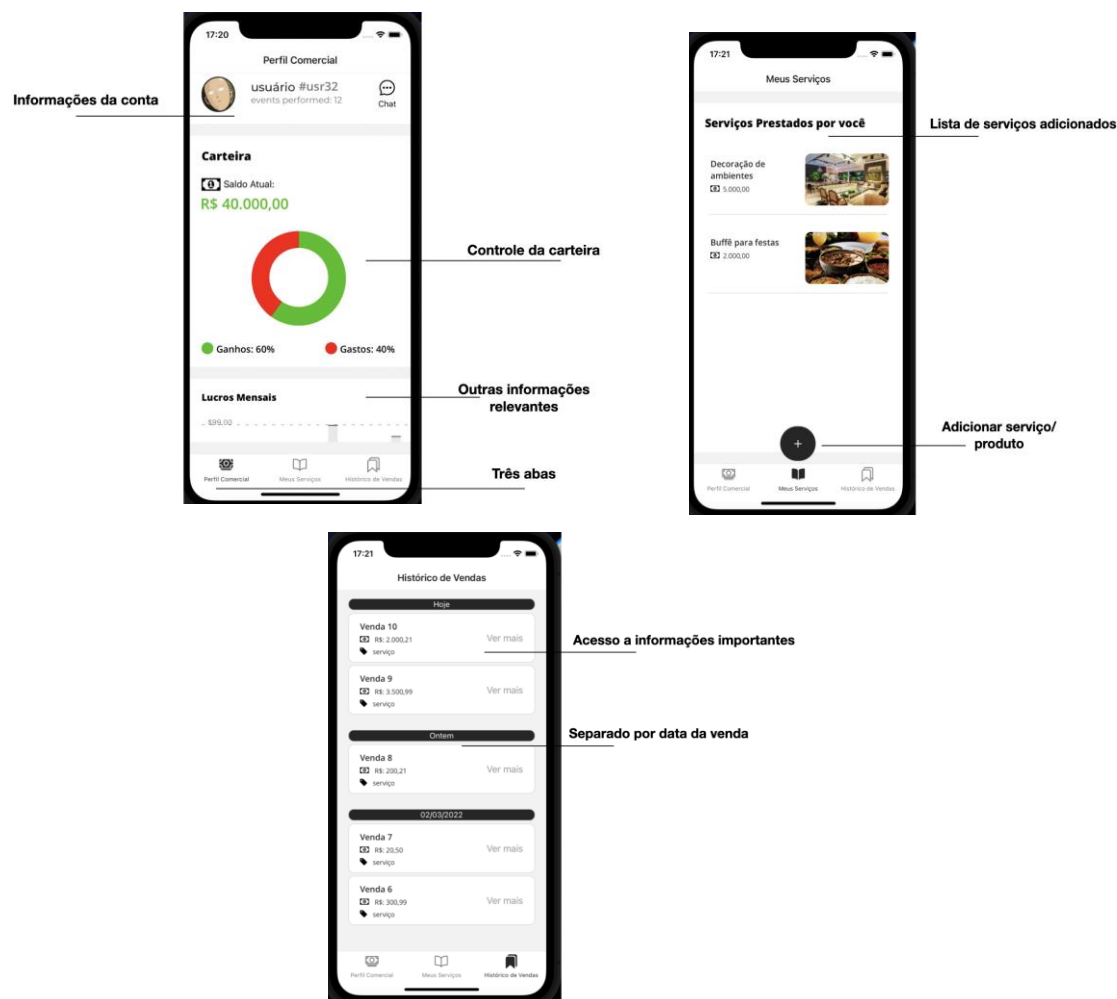 17:20
Perfil Comercial
usuário #usr32
events performed: 12
Chat
Informações da conta
Carteira
Saldo Atual:
R$ 40.000,00
Controle da carteira
Ganhos: 60%
Gastos: 40%
Outras informações
relevantes
Lucros Mensais
$99.00
Três abas
Perfil Comercial
Meus Serviços
Histórico de Vendas
17:21
Meus Serviços
Serviços Prestados por você
Lista de serviços adicionados
Decoração de
ambientes
5.000,00
Buffê para festas
2.000,00
Adicionar serviço/
produto
+
Perfil Comercial
Meus Serviços
Histórico de Vendas
17:21
Histórico de Vendas
Hoje
Venda 10
R$: 2.000,21
serviço
Ver mais
Acesso a informações importantes
Venda 9
R$: 3.500,99
serviço
Ver mais
Ontem
Separado por data da venda
Venda 8
R$: 200,21
serviço
Ver mais
02/03/2022
Venda 7
R$: 20,50
serviço
Ver mais
Venda 6
R$: 300,99
serviço
Ver mais
Perfil Comercial
Meus Serviços
Histórico de Vendas